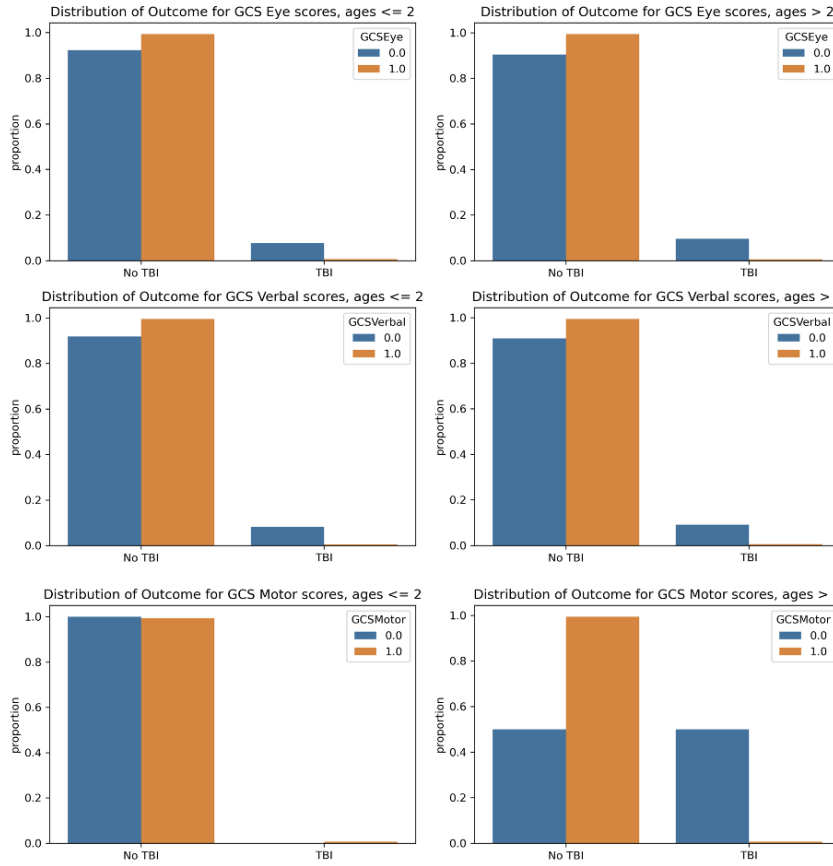 Distribution of Outcome for GCS Eye scores, ages <= 2
GCSEye
0.0
1.0
1.0
0.8
0.6
0.4
0.2
0.0
proportion
No TBI
TBI
Distribution of Outcome for GCS Eye scores, ages > 2
GCSEye
0.0
1.0
1.0
0.8
0.6
0.4
0.2
0.0
proportion
No TBI
TBI
Distribution of Outcome for GCS Verbal scores, ages <= 2
GCSVerbal
0.0
1.0
1.0
0.8
0.6
0.4
0.2
0.0
proportion
No TBI
TBI
Distribution of Outcome for GCS Verbal scores, ages >
GCSVerbal
0.0
1.0
1.0
0.8
0.6
0.4
0.2
0.0
proportion
No TBI
TBI
Distribution of Outcome for GCS Motor scores, ages <= 2
GCSMotor
0.0
1.0
1.0
0.8
0.6
0.4
0.2
0.0
proportion
No TBI
TBI
Distribution of Outcome for GCS Motor scores, ages >
GCSMotor
0.0
1.0
1.0
0.8
0.6
0.4
0.2
0.0
proportion
No TBI
TBI